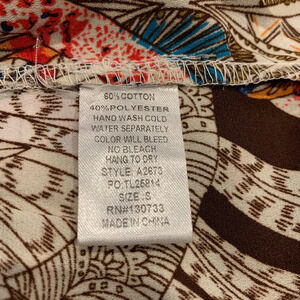 60%COTTON
40%POLYESTER
HAND WASH COLD
WATER SEPARATELY
COLOR WILL BLEED
NO BLEACH
HANG TO DRY
STYLE: A2673
PO:TL25814
SIZE:S
RN#130733
MADE IN CHINA